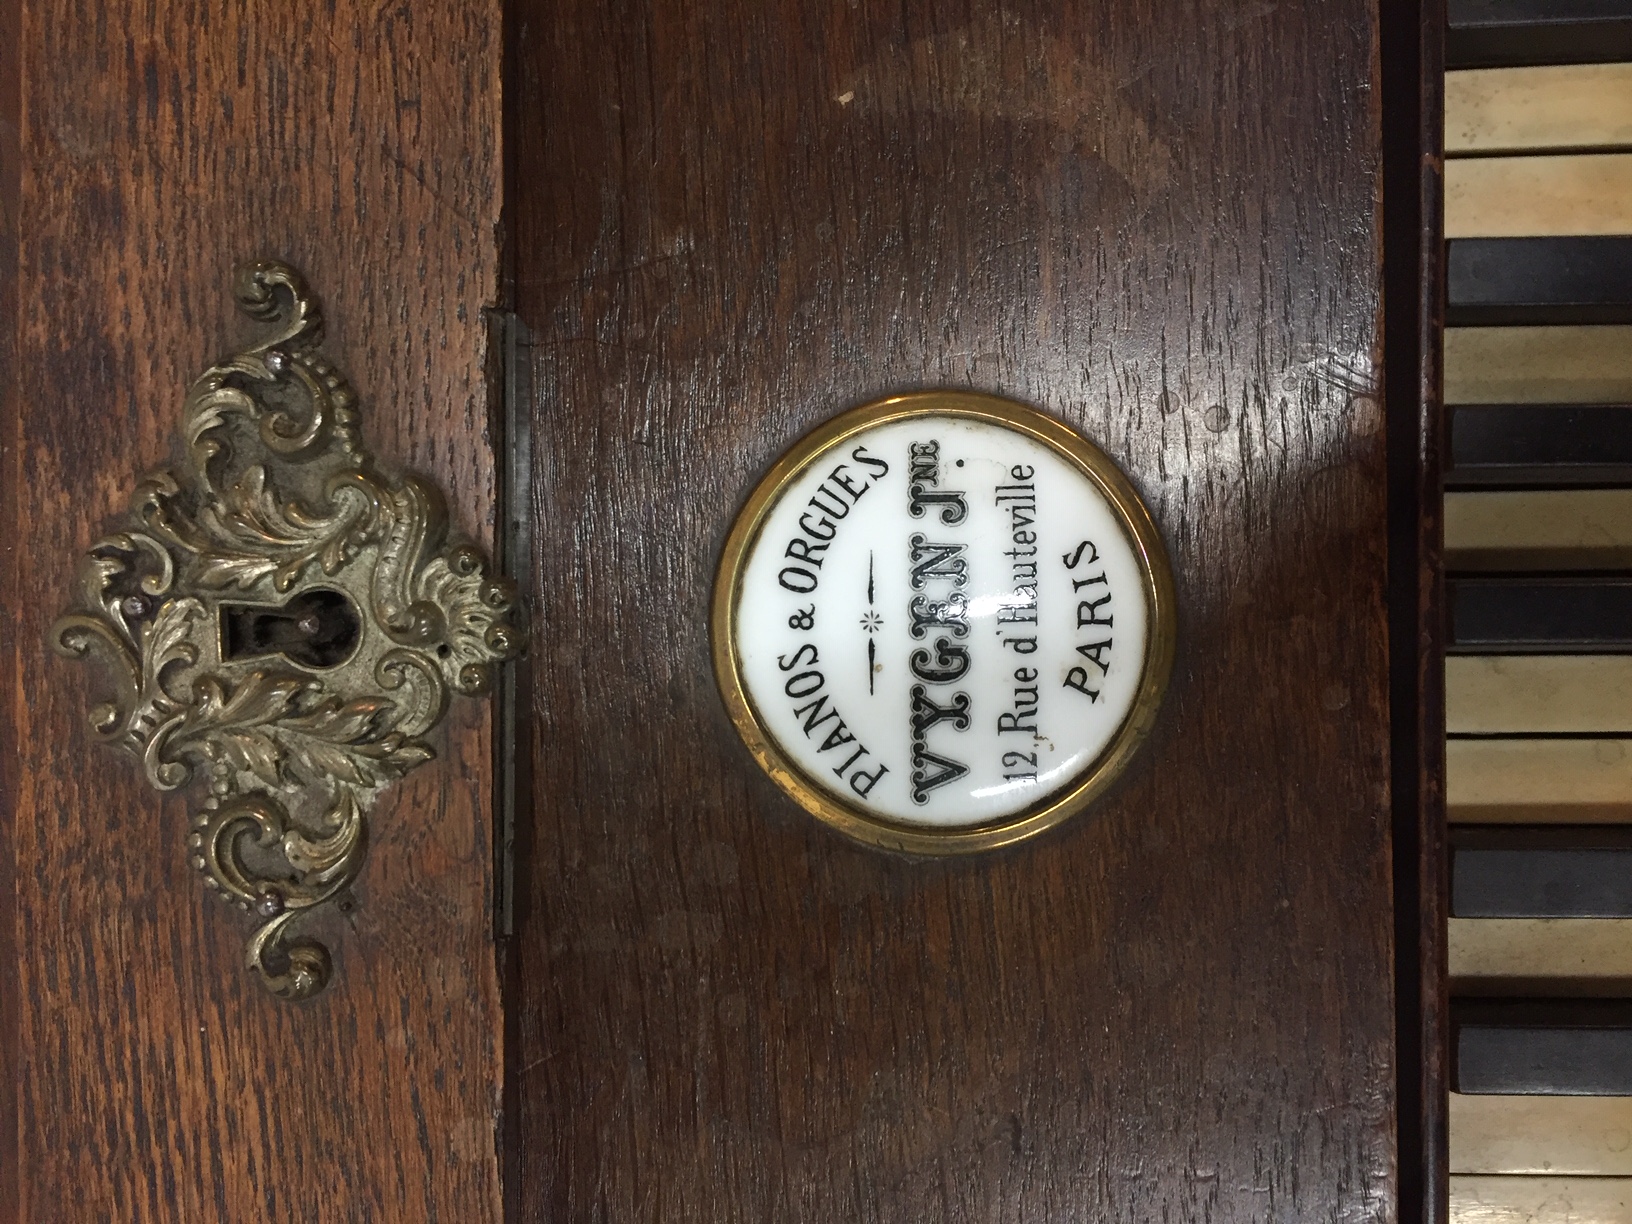 PIANOS & ORGUES
VYGEN JNE.
12, Rue d'Hauteville
PARIS